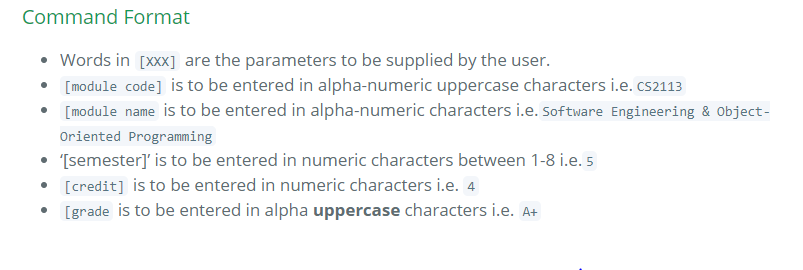 Command Format
Words in [XXX] are the parameters to be supplied by the user.
[module code] is to be entered in alpha-numeric uppercase characters i.e. CS2113
[module name is to be entered in alpha-numeric characters i.e. Software Engineering & Object-
Oriented Programming
‘[semester]’ is to be entered in numeric characters between 1-8 i.e. 5
[credit] is to be entered in numeric characters i.e. 4
[grade is to be entered in alpha uppercase characters i.e. A+